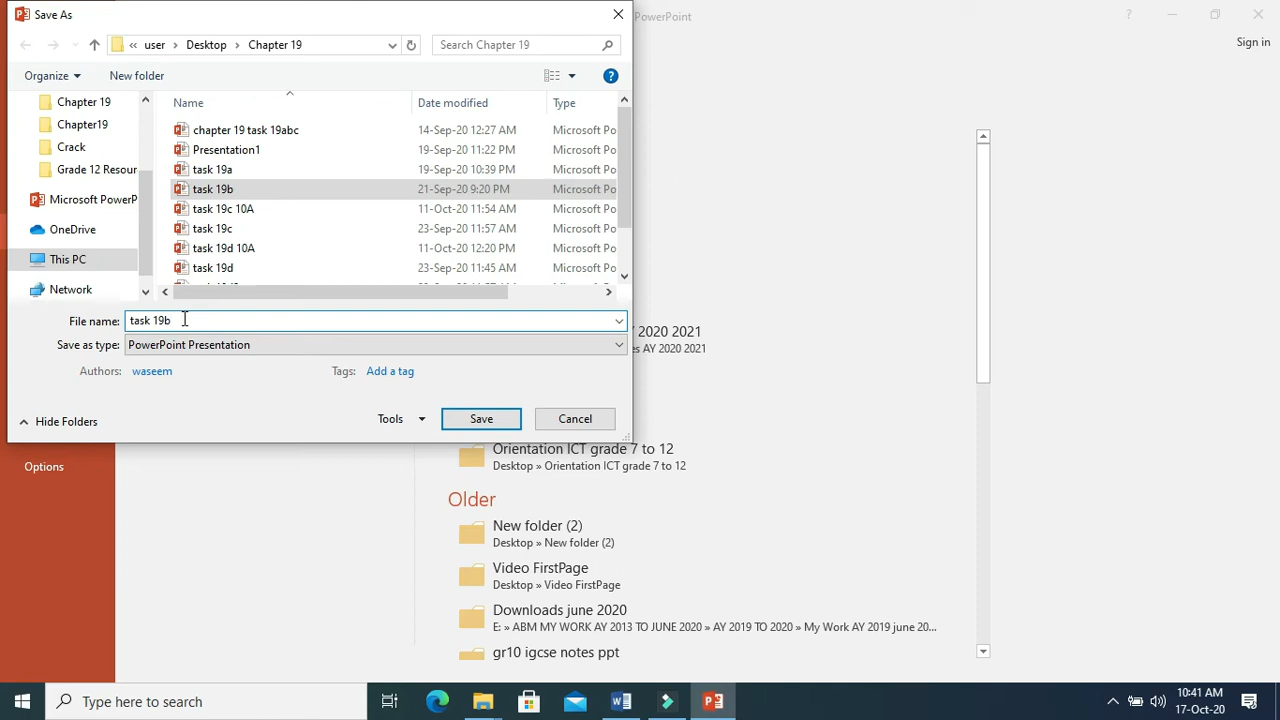 Save As
PowerPoint
Sign in
user
Desktop
Chapter 19
Search Chapter 19
Organize
New folder
Name
Date modified
Type
Chapter 19
Chapter19
Crack
Grade 12 Resour
Microsoft PowerP
OneDrive
This PC
Network
chapter 19 task 19abc 14-Sep-20 12:27 AM Microsoft Po
Presentation1 19-Sep-20 11:22 PM Microsoft Po
task 19a 19-Sep-20 10:39 PM Microsoft Po
task 19b 21-Sep-20 9:20 PM Microsoft Po
task 19c 10A 11-Oct-20 11:54 AM Microsoft Po
task 19c 23-Sep-20 11:57 AM Microsoft Po
task 19d 10A 11-Oct-20 12:20 PM Microsoft Po
task 19d 23-Sep-20 11:45 AM Microsoft Po
File name: task 19b
Save as type: PowerPoint Presentation
Authors: waseem
Tags: Add a tag
Hide Folders
Tools
Save
Cancel
Options
Y 2020 2021
es AY 2020 2021
Orientation ICT grade 7 to 12
Desktop » Orientation ICT grade 7 to 12
Older
New folder (2)
Desktop » New folder (2)
Video FirstPage
Desktop » Video FirstPage
Downloads june 2020
E: » ABM MY WORK AY 2013 TO JUNE 2020 » AY 2019 TO 2020 » My Work AY 2019 june 20...
gr10 igcse notes ppt
Type here to search
10:41 AM
17-Oct-20